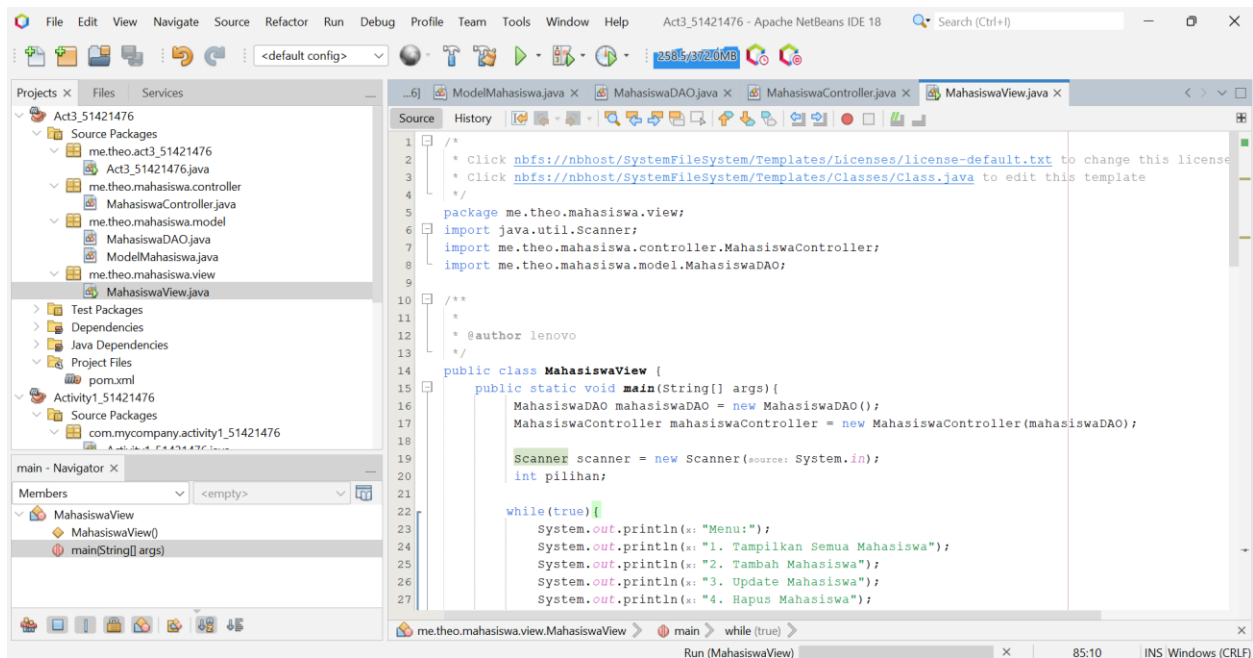 File Edit View Navigate Source Refactor Run Debug Profile Team Tools Window Help Act3_51421476 - Apache NetBeans IDE 18 Search (Ctrl+I)
<default config> 258.5/372.0MB
Projects Files Services
Act3_51421476
Source Packages
me.theo.act3_51421476
Act3_51421476.java
me.theo.mahasiswa.controller
MahasiswaController.java
me.theo.mahasiswa.model
MahasiswaDAO.java
ModelMahasiswa.java
me.theo.mahasiswa.view
MahasiswaView.java
Test Packages
Dependencies
Java Dependencies
Project Files
pom.xml
Activity1_51421476
Source Packages
com.mycompany.activity1_51421476
Activity1_51421476.java
main - Navigator
Members <empty>
MahasiswaView
MahasiswaView()
main(String[] args)
...6] ModelMahasiswa.java MahasiswaDAO.java MahasiswaController.java MahasiswaView.java
Source History
1 /*
2 * Click nbfs://nbhost/SystemFileSystem/Templates/Licenses/license-default.txt to change this license
3 * Click nbfs://nbhost/SystemFileSystem/Templates/Classes/Class.java to edit this template
4 */
5 package me.theo.mahasiswa.view;
6 import java.util.Scanner;
7 import me.theo.mahasiswa.controller.MahasiswaController;
8 import me.theo.mahasiswa.model.MahasiswaDAO;
9
10 /**
11 *
12 * @author lenovo
13 */
14 public class MahasiswaView {
15 public static void main(String[] args){
16 MahasiswaDAO mahasiswaDAO = new MahasiswaDAO();
17 MahasiswaController mahasiswaController = new MahasiswaController(mahasiswaDAO);
18
19 Scanner scanner = new Scanner(source: System.in);
20 int pilihan;
21
22 while(true){
23 System.out.println(x: "Menu:");
24 System.out.println(x: "1. Tampilkan Semua Mahasiswa");
25 System.out.println(x: "2. Tambah Mahasiswa");
26 System.out.println(x: "3. Update Mahasiswa");
27 System.out.println(x: "4. Hapus Mahasiswa");
me.theo.mahasiswa.view.MahasiswaView main while (true)
Run (MahasiswaView) 85:10 INS Windows (CRLF)